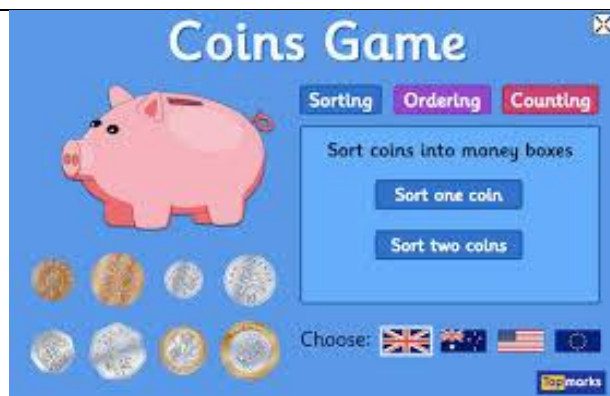 Coins Game
Sorting Ordering Counting
Sort coins into money boxes
Sort one coin
Sort two coins
Choose:
Topmarks